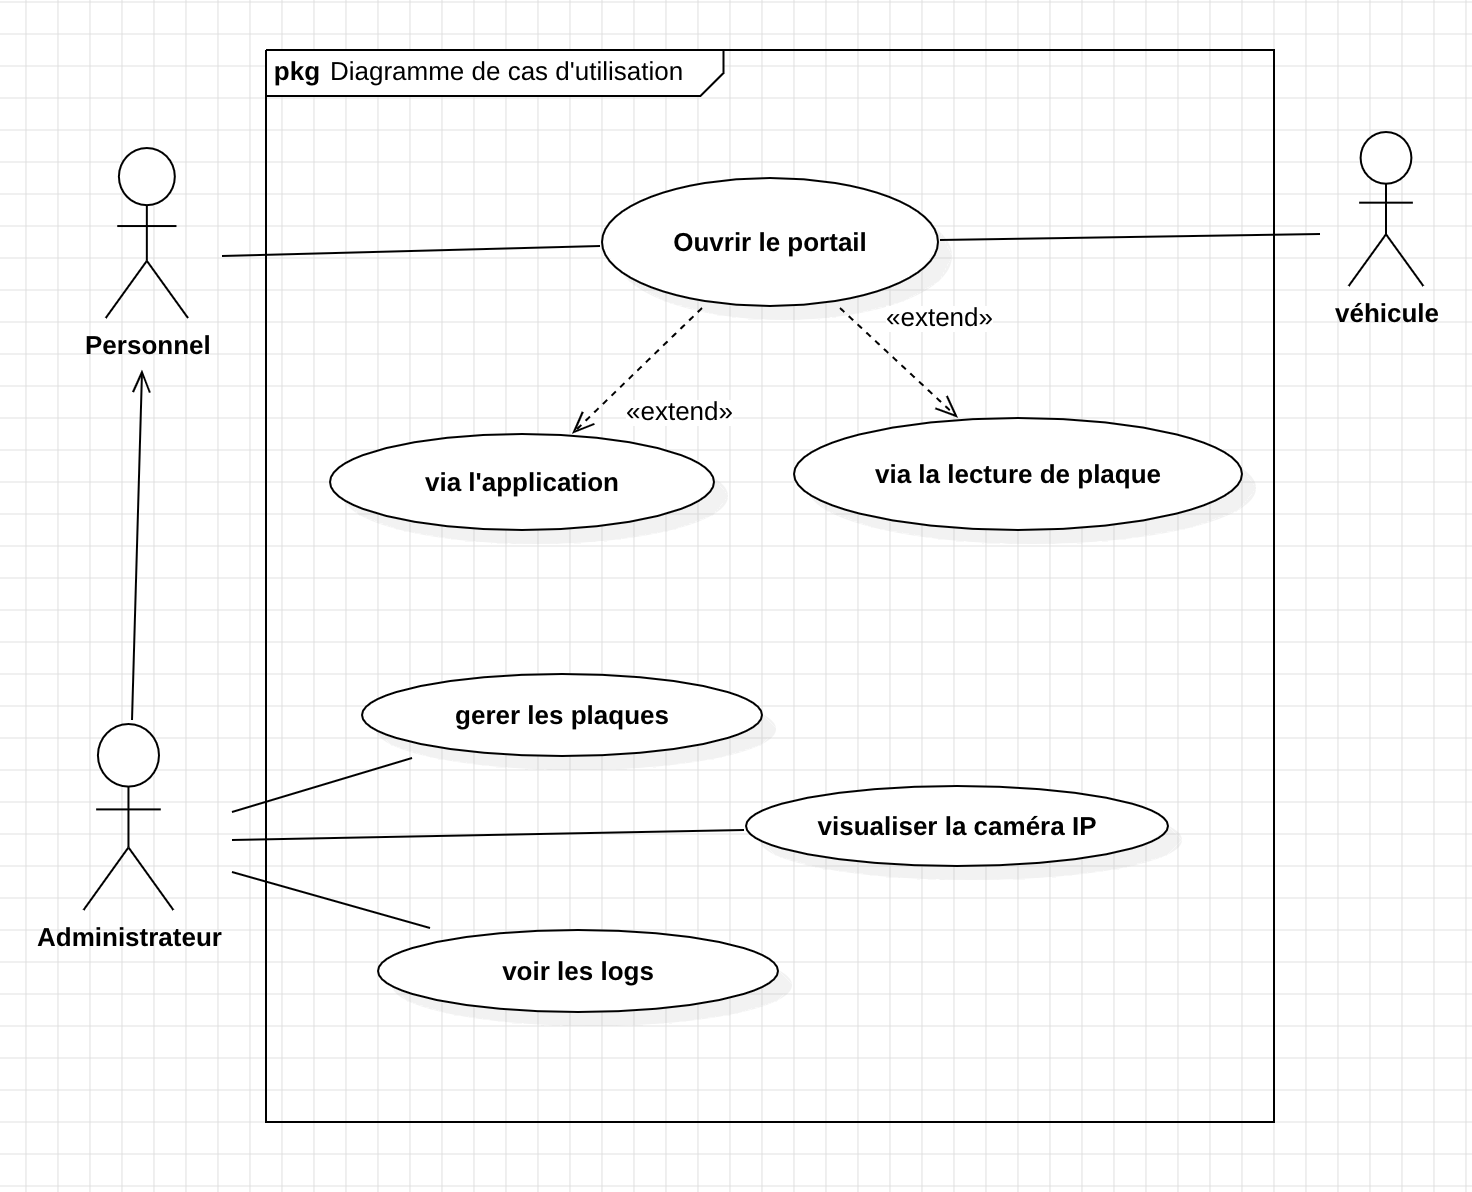 pkg Diagramme de cas d'utilisation
Ouvrir le portail
véhicule
«extend»
Personnel
«extend»
via l'application
via la lecture de plaque
gerer les plaques
visualiser la caméra IP
Administrateur
voir les logs